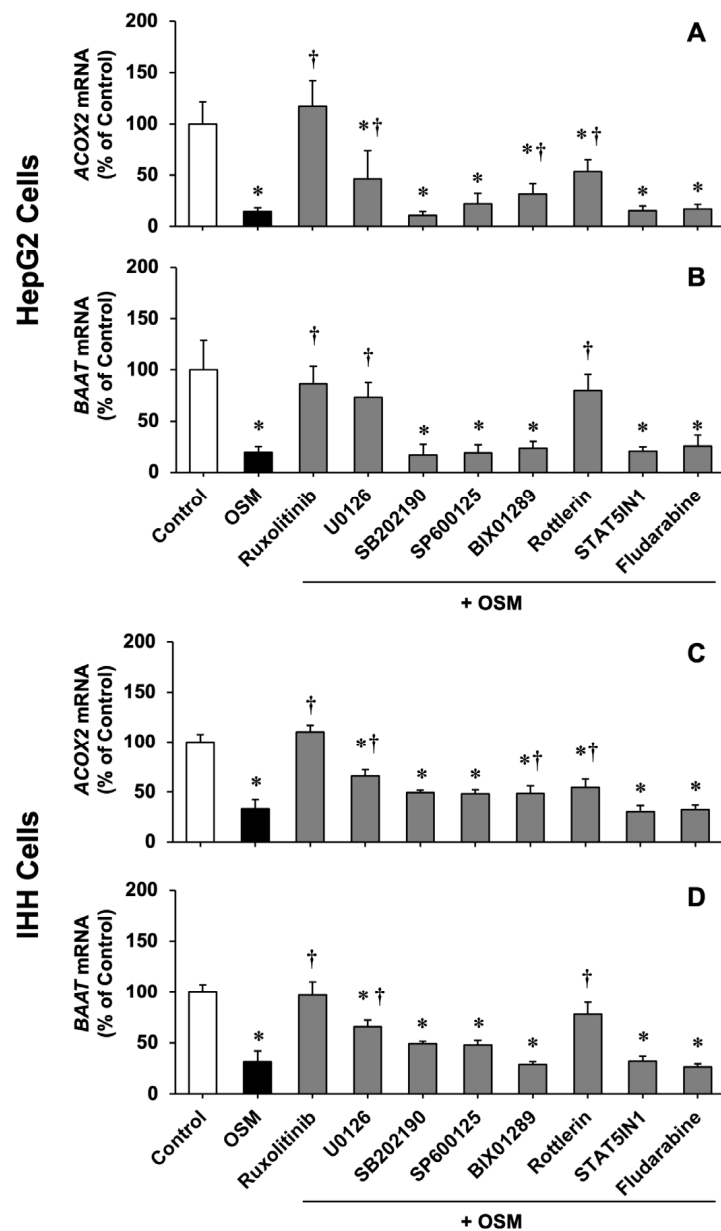 HepG2 Cells
A
ACOX2 mRNA
(% of Control)
200
150
100
50
0
*
†
*†
*
*
*†
*†
*
*
B
BAAT mRNA
(% of Control)
200
150
100
50
0
*
†
†
*
*
*
†
*
*
Control
OSM
Ruxolitinib
U0126
SB202190
SP600125
BIX01289
Rottlerin
STAT5IN1
Fludarabine
+ OSM
IHH Cells
C
ACOX2 mRNA
(% of Control)
200
150
100
50
0
*
†
*†
*
*
*†
*†
*
*
D
BAAT mRNA
(% of Control)
200
150
100
50
0
*
†
*†
*
*
*
†
*
*
Control
OSM
Ruxolitinib
U0126
SB202190
SP600125
BIX01289
Rottlerin
STAT5IN1
Fludarabine
+ OSM